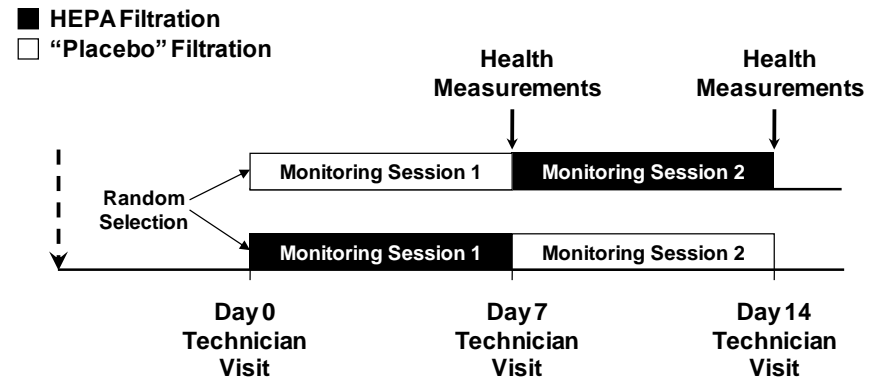 HEPA Filtration
“Placebo” Filtration
Health
Measurements
Health
Measurements
Monitoring Session 1
Monitoring Session 2
Random
Selection
Monitoring Session 1
Monitoring Session 2
Day 0
Technician
Visit
Day 7
Technician
Visit
Day 14
Technician
Visit